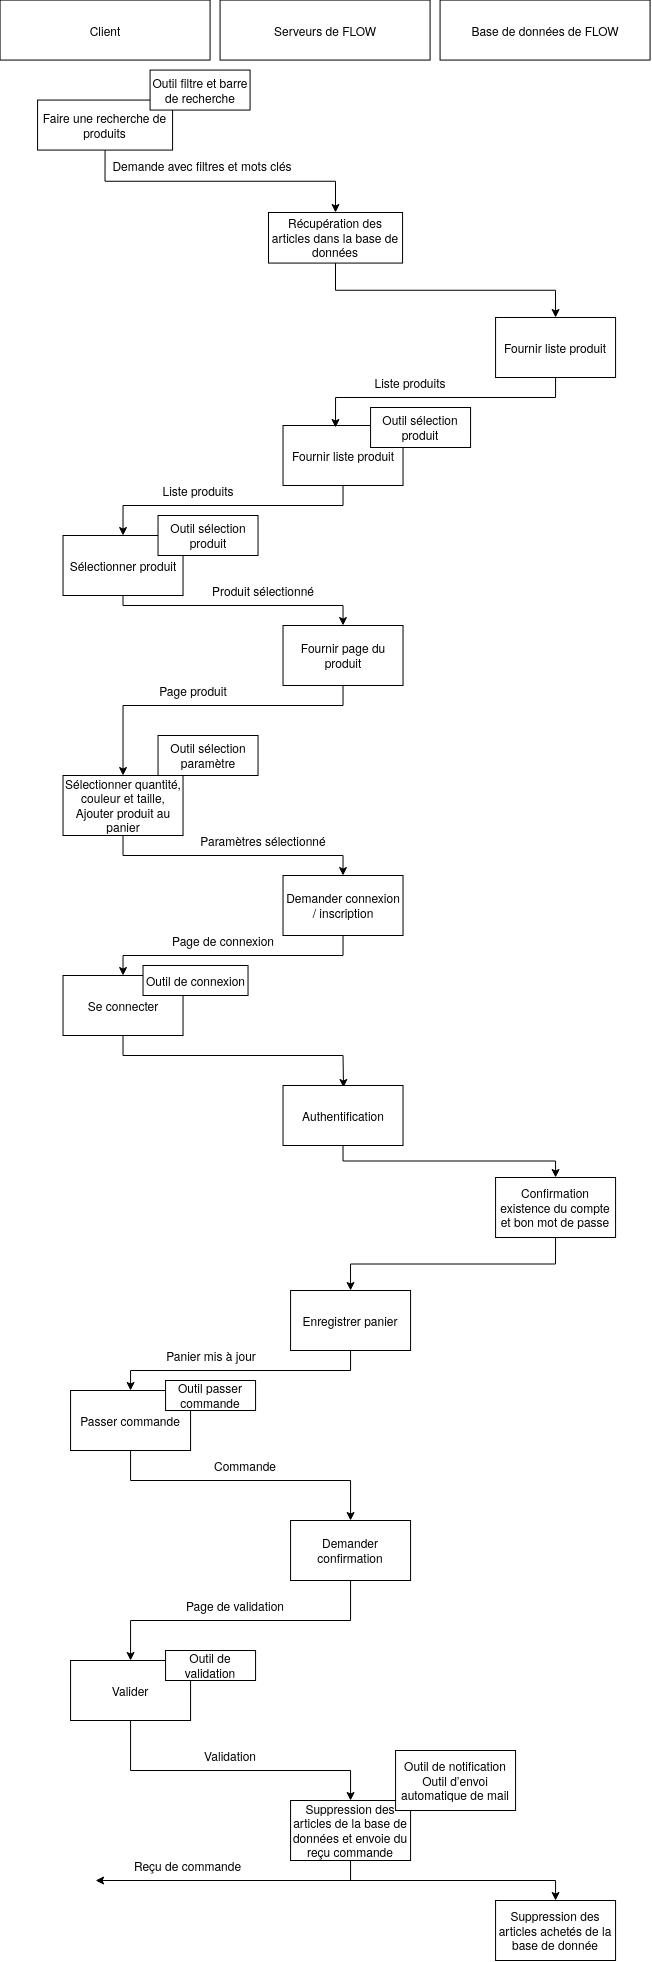 Client
Serveurs de FLOW
Base de données de FLOW
Outil filtre et barre
de recherche
Faire une recherche de
produits
Demande avec filtres et mots clés
Récupération des
articles dans la base de
données
Fournir liste produit
Liste produits
Outil sélection
produit
Fournir liste produit
Liste produits
Outil sélection
produit
Sélectionner produit
Produit sélectionné
Fournir page du
produit
Page produit
Outil sélection
paramètre
Sélectionner quantité,
couleur et taille,
Ajouter produit au
panier
Paramètres sélectionné
Demander connexion
/ inscription
Page de connexion
Outil de connexion
Se connecter
Authentification
Confirmation
existence du compte
et bon mot de passe
Enregistrer panier
Panier mis à jour
Outil passer
commande
Passer commande
Commande
Demander
confirmation
Page de validation
Outil de
validation
Valider
Validation
Outil de notification
Outil d'envoi
automatique de mail
Suppression des
articles de la base de
données et envoie du
reçu commande
Reçu de commande
Suppression des
articles achetés de la
base de donnée